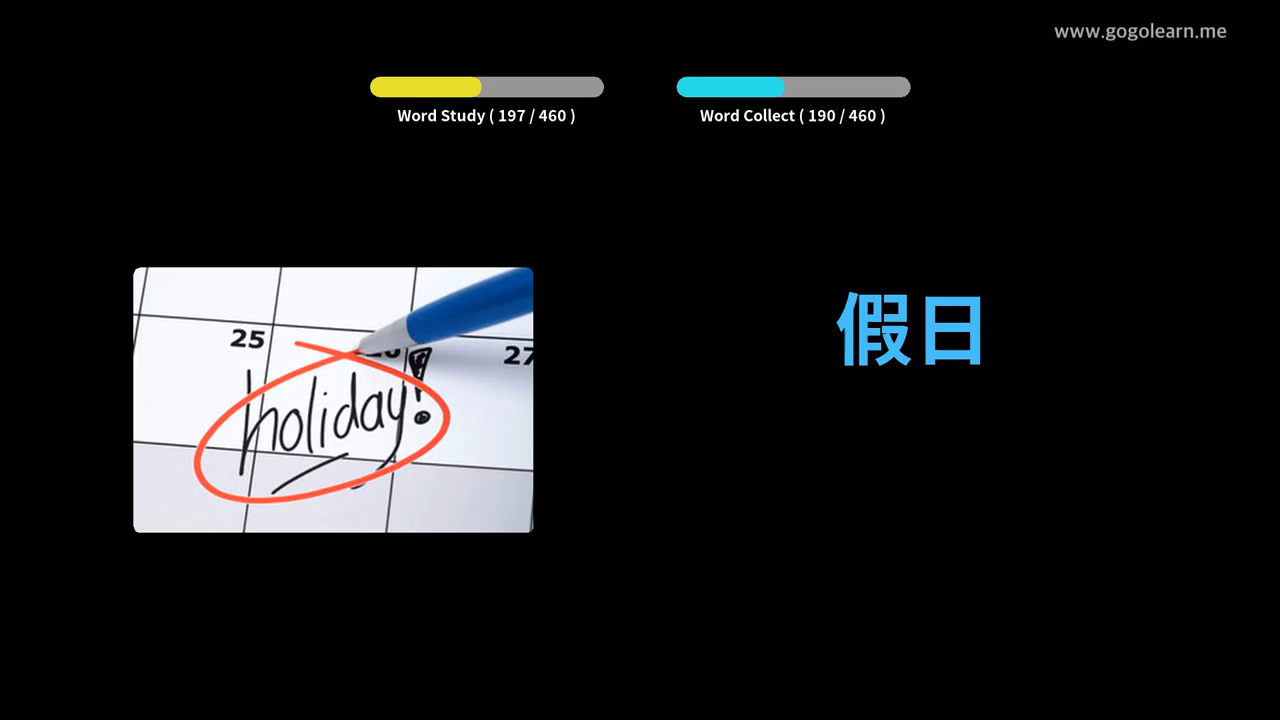 www.gogolearn.me
Word Study ( 197 / 460 )
Word Collect ( 190 / 460 )
假日
25
27
holiday!